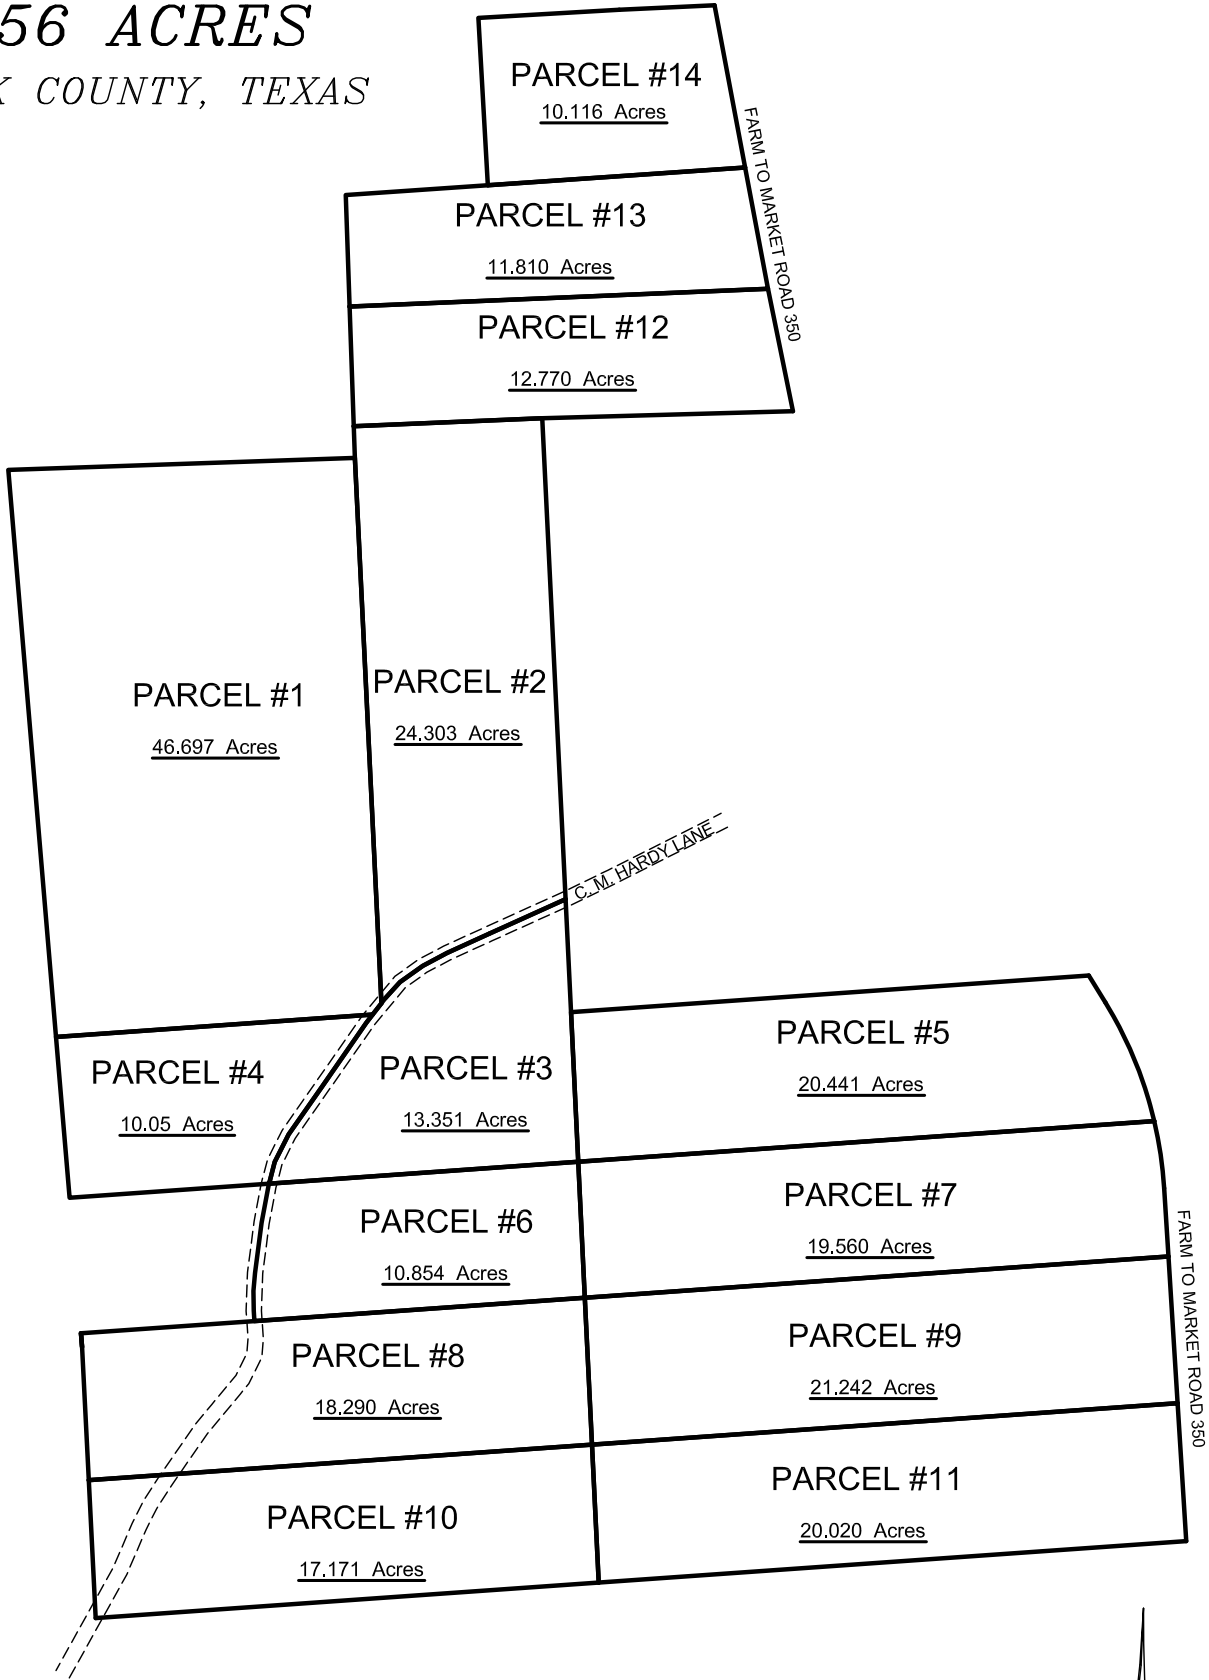 56 ACRES
COUNTY, TEXAS
PARCEL #14
10.116 Acres
FARM TO MARKET ROAD 350
PARCEL #13
11.810 Acres
PARCEL #12
12.770 Acres
PARCEL #1
46.697 Acres
PARCEL #2
24.303 Acres
C. M. HARDY LANE
PARCEL #5
20.441 Acres
PARCEL #4
10.05 Acres
PARCEL #3
13.351 Acres
PARCEL #7
19.560 Acres
PARCEL #6
10.854 Acres
FARM TO MARKET ROAD 350
PARCEL #9
21.242 Acres
PARCEL #8
18.290 Acres
PARCEL #11
20.020 Acres
PARCEL #10
17.171 Acres